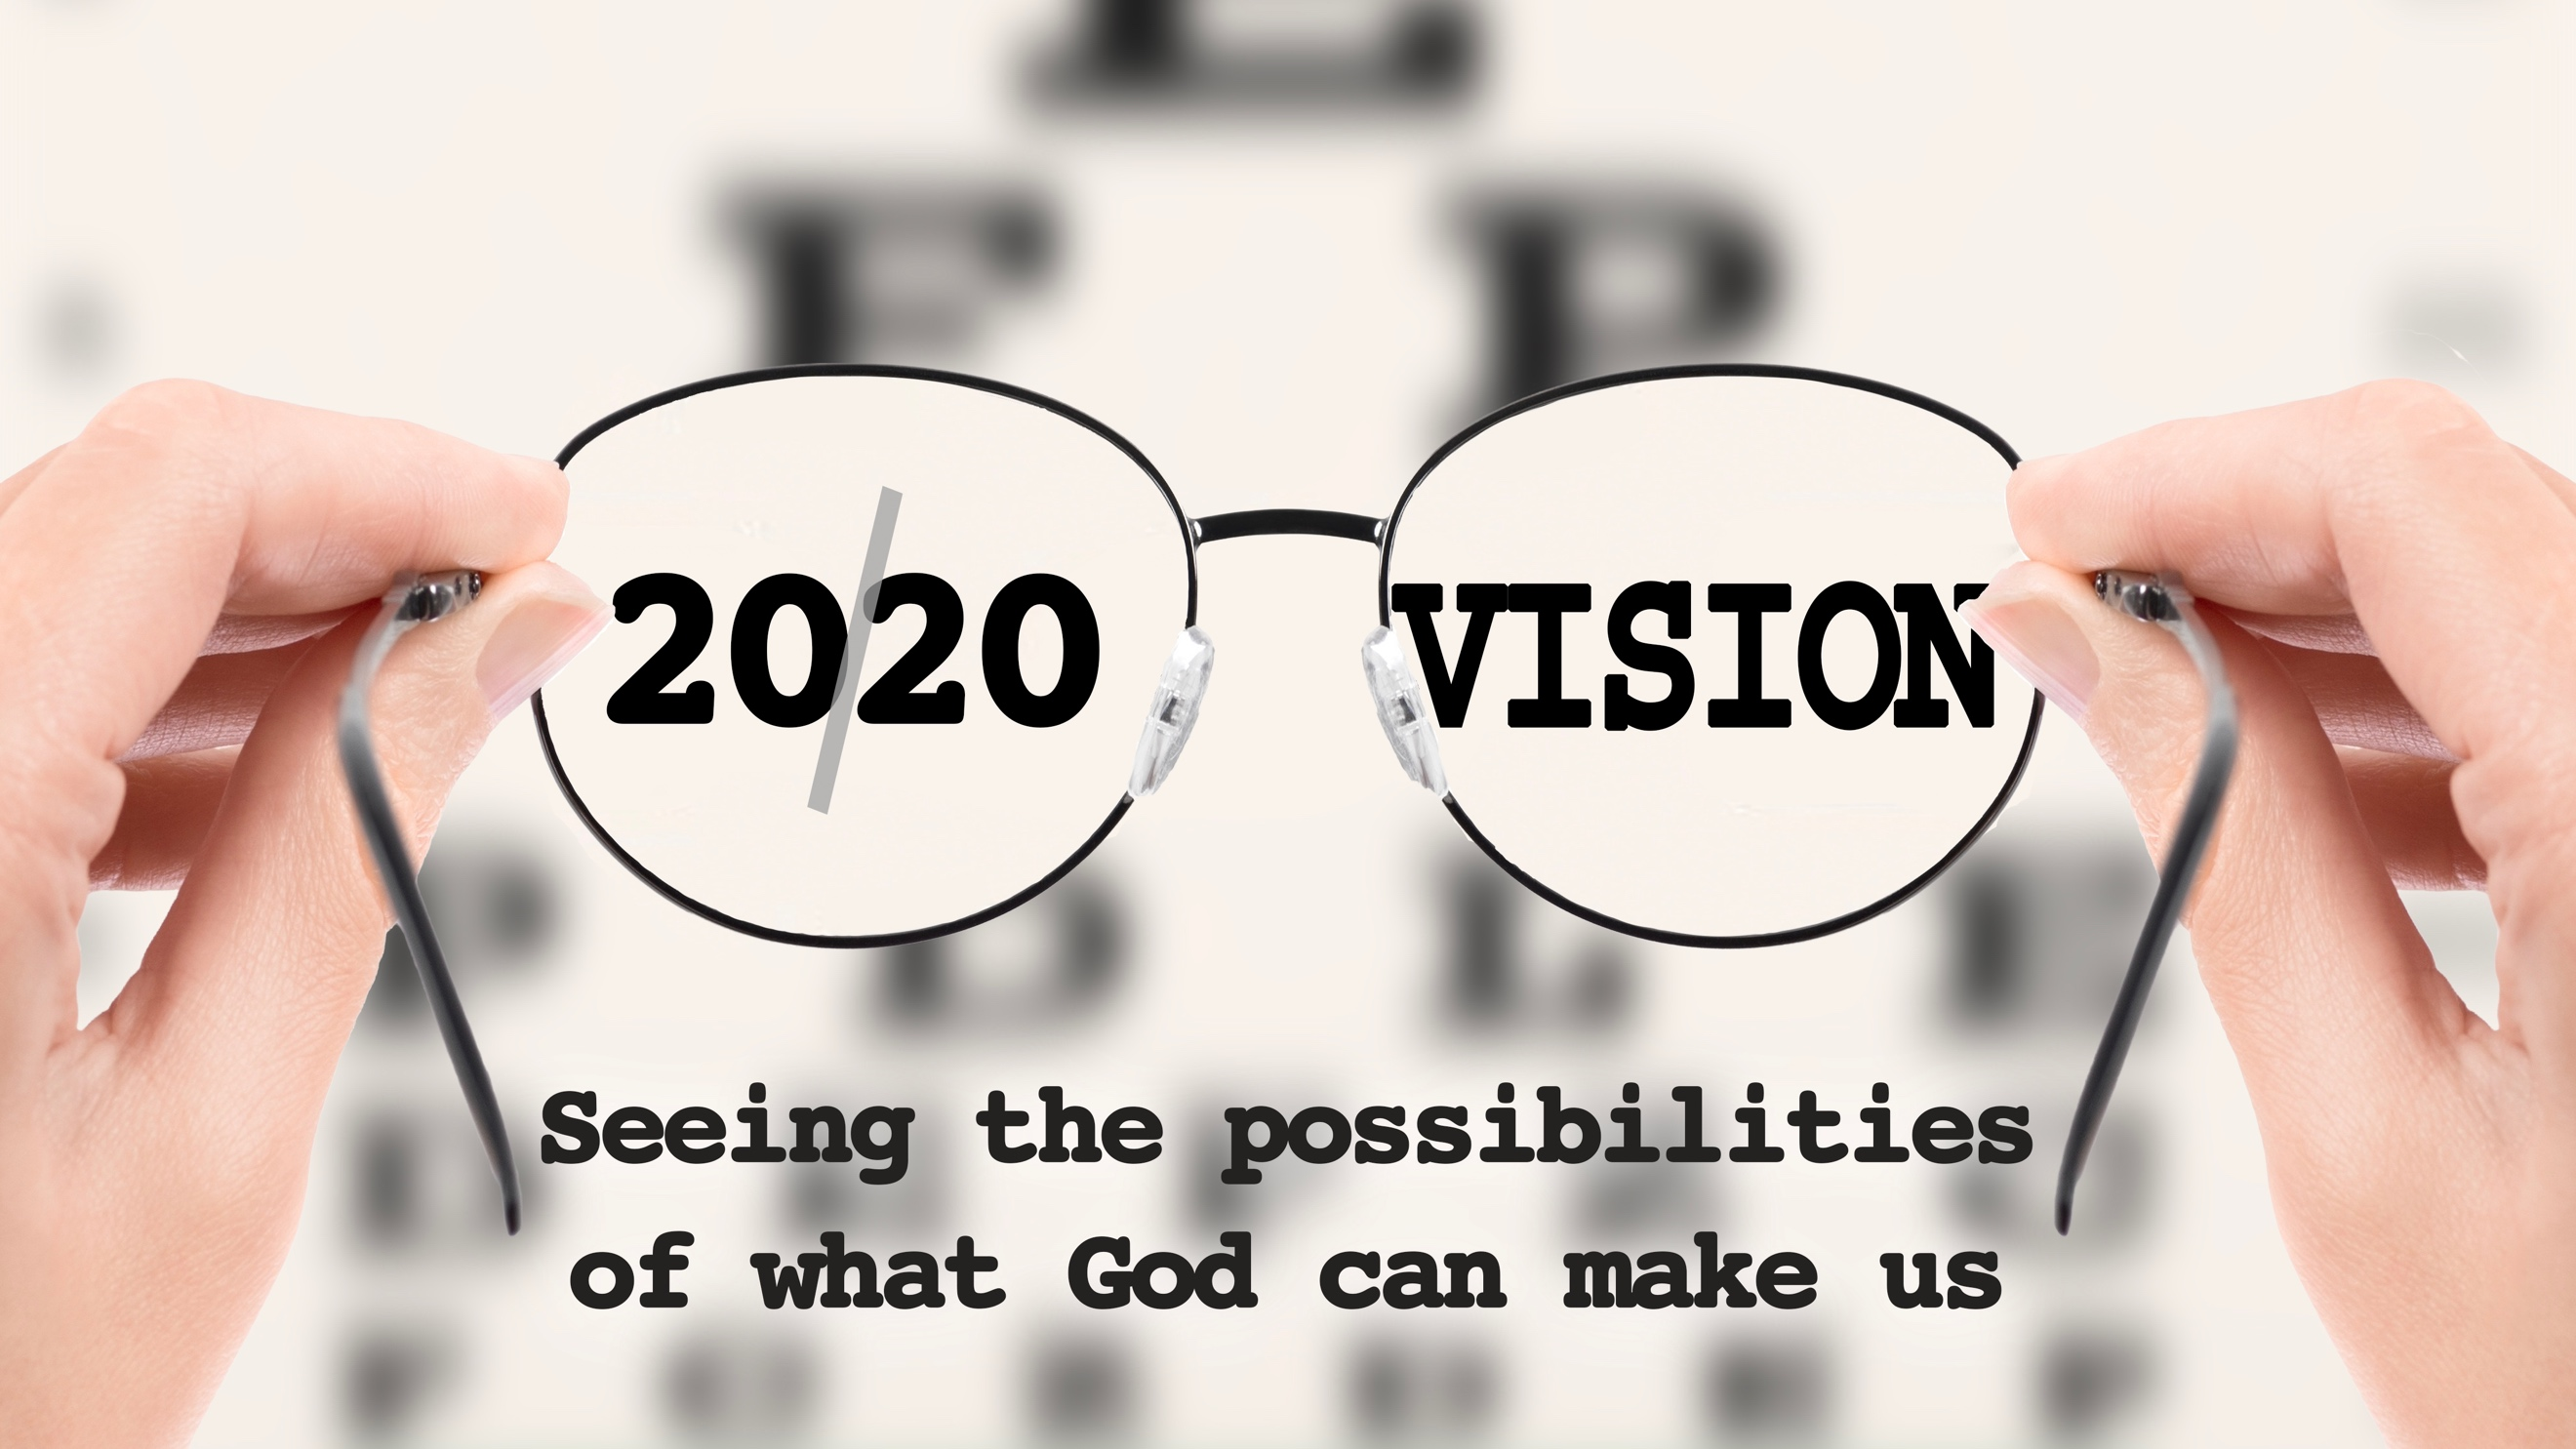 E
F P
20/20 VISION
P D L E
Seeing the possibilities
of what God can make us